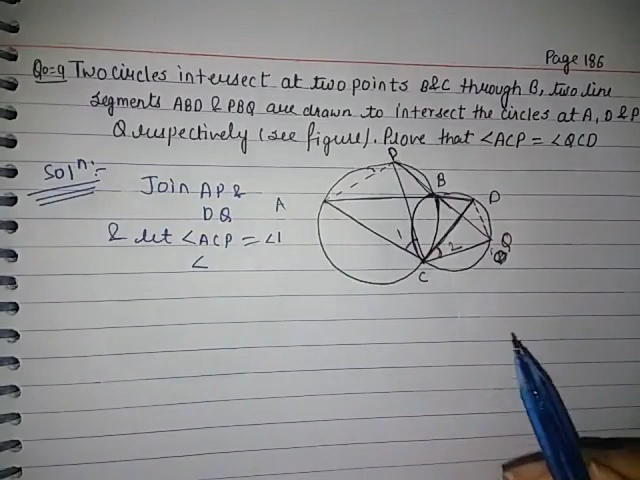 Page 186
Qo=9 Two circles intersect at two points B&C through B, two line
segments ABD & PBQ are drawn to intersect the circles at A, D & P
Q respectively (see figure). Prove that ∠ACP = ∠QCD
Solⁿ:-
Join AP &
DQ
& let ∠ACP = ∠1
∠
P
B
D
A
1
2
Q
C